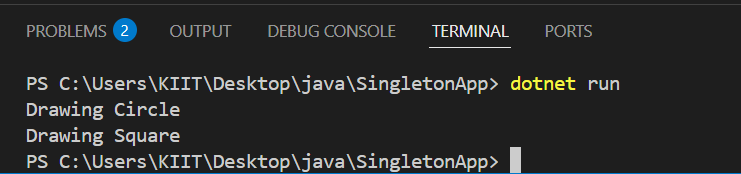 PROBLEMS 2 OUTPUT DEBUG CONSOLE TERMINAL PORTS
PS C:\Users\KIIT\Desktop\java\SingletonApp> dotnet run
Drawing Circle
Drawing Square
PS C:\Users\KIIT\Desktop\java\SingletonApp>